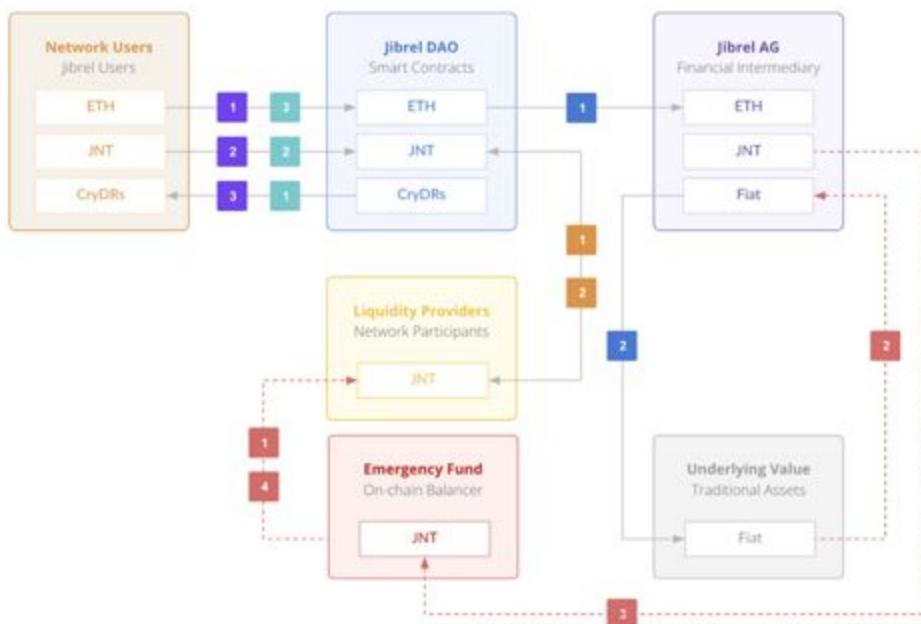 Network Users
Jibrel Users
ETH
JNT
CryDRs
1
3
2
2
3
1
Jibrel DAO
Smart Contracts
ETH
JNT
CryDRs
1
Jibrel AG
Financial Intermediary
ETH
JNT
Fiat
1
2
2
2
Liquidity Providers
Network Participants
JNT
1
4
Emergency Fund
On-chain Balancer
JNT
Underlying Value
Traditional Assets
Fiat
3